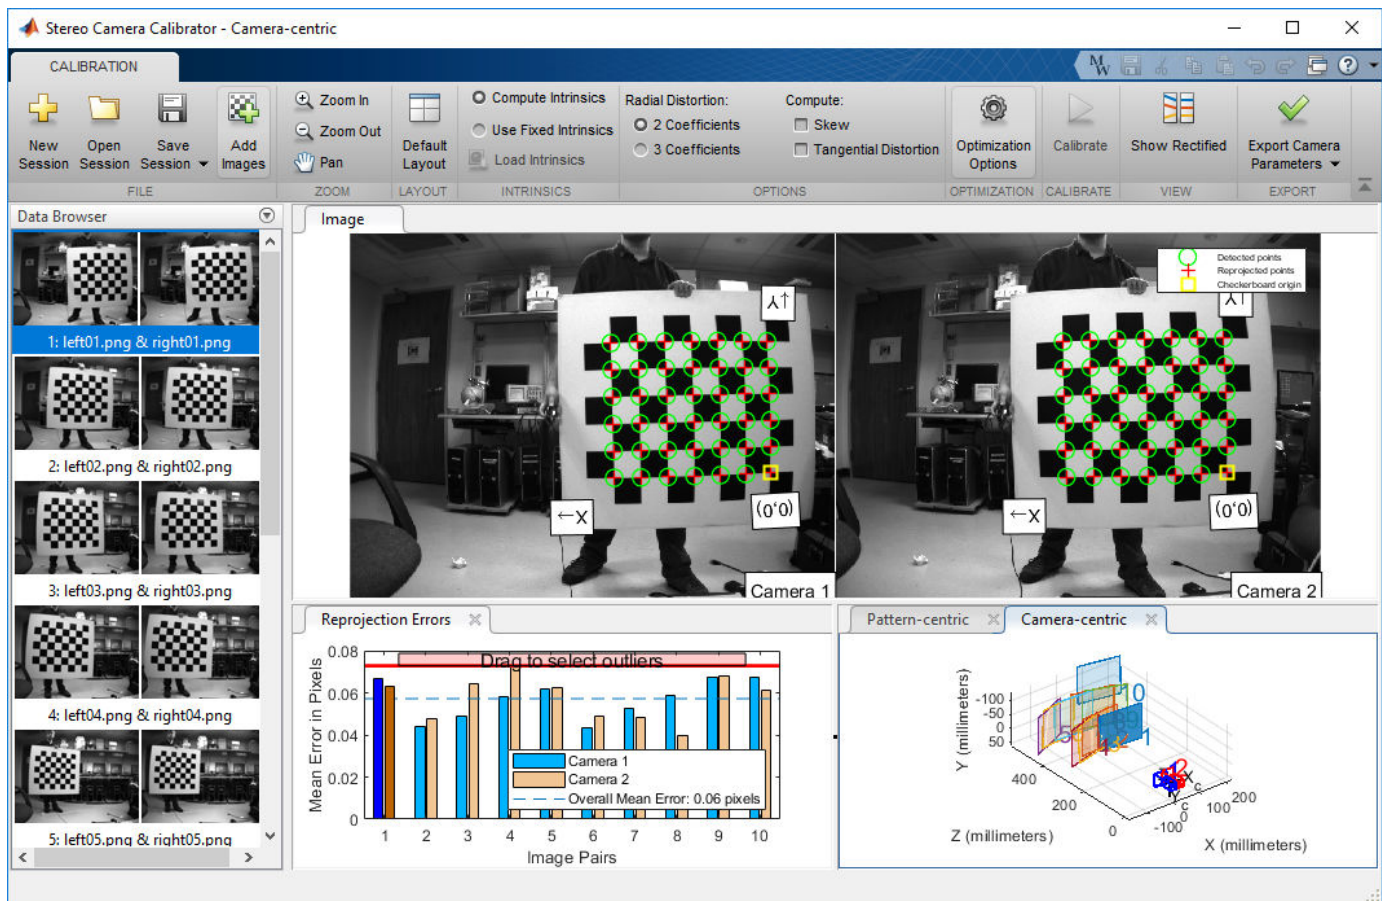 Stereo Camera Calibrator - Camera-centric
CALIBRATION
New Session
Open Session
Save Session
Add Images
FILE
Zoom In
Zoom Out
Pan
ZOOM
Default Layout
LAYOUT
Compute Intrinsics
Use Fixed Intrinsics
Load Intrinsics
INTRINSICS
Radial Distortion:
2 Coefficients
3 Coefficients
Compute:
Skew
Tangential Distortion
OPTIONS
Optimization Options
OPTIMIZATION
Calibrate
CALIBRATE
Show Rectified
VIEW
Export Camera Parameters
EXPORT
Data Browser
1: left01.png & right01.png
2: left02.png & right02.png
3: left03.png & right03.png
4: left04.png & right04.png
5: left05.png & right05.png
Image
Detected points
Reprojected points
Checkerboard origin
Y→
←X
(0,0)
Camera 1
Y→
←X
(0,0)
Camera 2
Reprojection Errors
Drag to select outliers
Mean Error in Pixels
0.08
0.06
0.04
0.02
0
Camera 1
Camera 2
Overall Mean Error: 0.06 pixels
1 2 3 4 5 6 7 8 9 10
Image Pairs
Pattern-centric
Camera-centric
Y (millimeters)
-100
-50
0
50
400
200
0
Z (millimeters)
-100
0
100
200
X (millimeters)